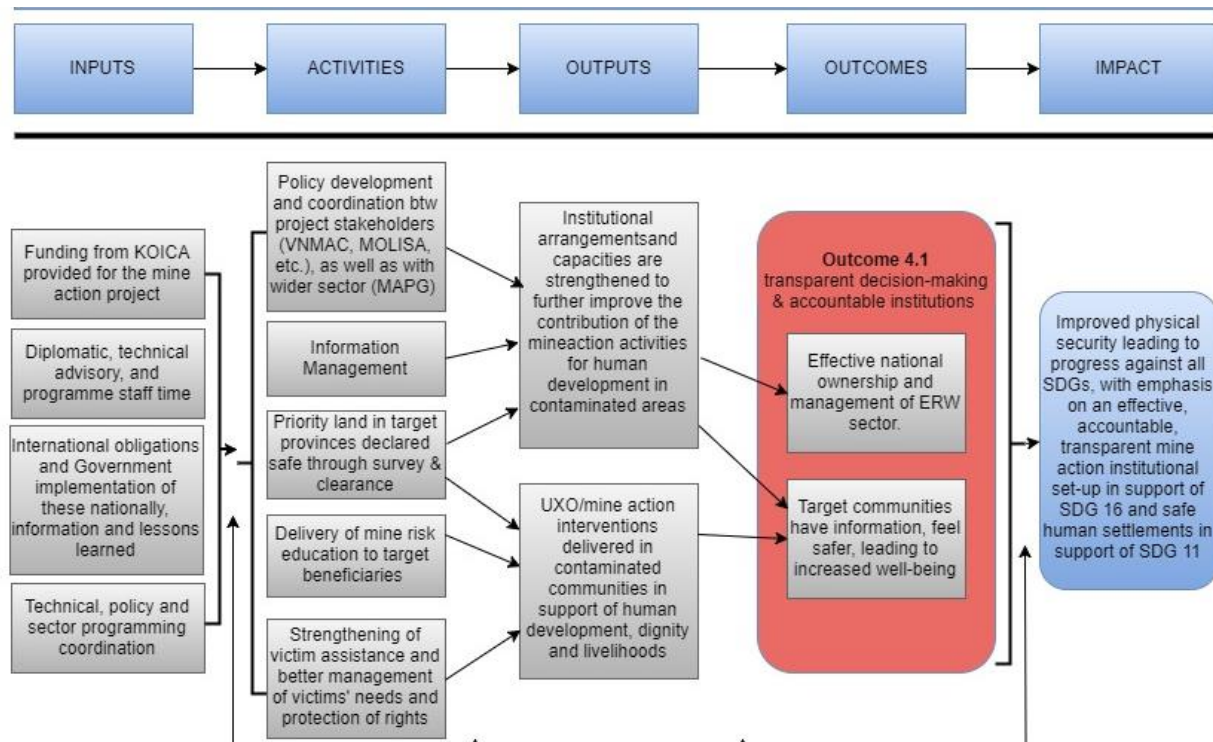 INPUTS
ACTIVITIES
OUTPUTS
OUTCOMES
IMPACT
Funding from KOICA
provided for the mine
action project
Diplomatic, technical
advisory, and
programme staff time
International obligations
and Government
implementation of
these nationally,
information and lessons
learned
Technical, policy and
sector programming
coordination
Policy development
and coordination btw
project stakeholders
(VNMAC, MOLISA,
etc.), as well as with
wider sector (MAPG)
Information
Management
Priority land in target
provinces declared
safe through survey &
clearance
Delivery of mine risk
education to target
beneficiaries
Strengthening of
victim assistance and
better management
of victims' needs and
protection of rights
Institutional
arrangementsand
capacities are
strengthened to
further improve the
contribution of the
mineaction activities
for human
development in
contaminated areas
UXO/mine action
interventions
delivered in
contaminated
communities in
support of human
development, dignity
and livelihoods
Outcome 4.1
transparent decision-making
& accountable institutions
Effective national
ownership and
management of ERW
sector.
Target communities
have information, feel
safer, leading to
increased well-being
Improved physical
security leading to
progress against all
SDGs, with emphasis
on an effective,
accountable,
transparent mine
action institutional
set-up in support of
SDG 16 and safe
human settlements in
support of SDG 11